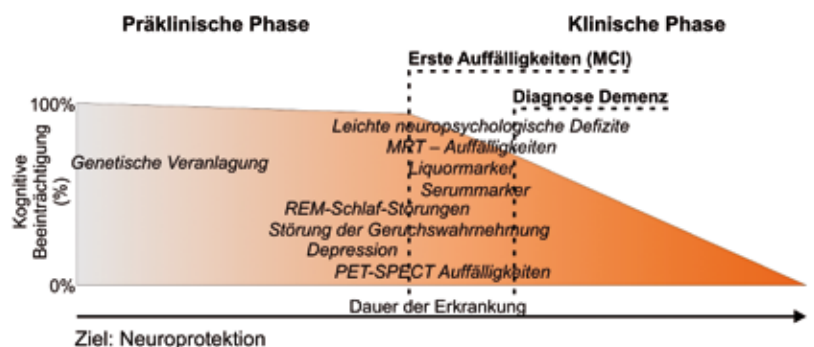 Präklinische Phase
Klinische Phase
Erste Auffälligkeiten (MCI)
Diagnose Demenz
100%
Leichte neuropsychologische Defizite
MRT – Auffälligkeiten
Genetische Veranlagung
Liquormarker
Serummarker
Kognitive
Beeinträchtigung
(%)
REM-Schlaf-Störungen
Störung der Geruchswahrnehmung
Depression
PET-SPECT Auffälligkeiten
0%
Dauer der Erkrankung
Ziel: Neuroprotektion